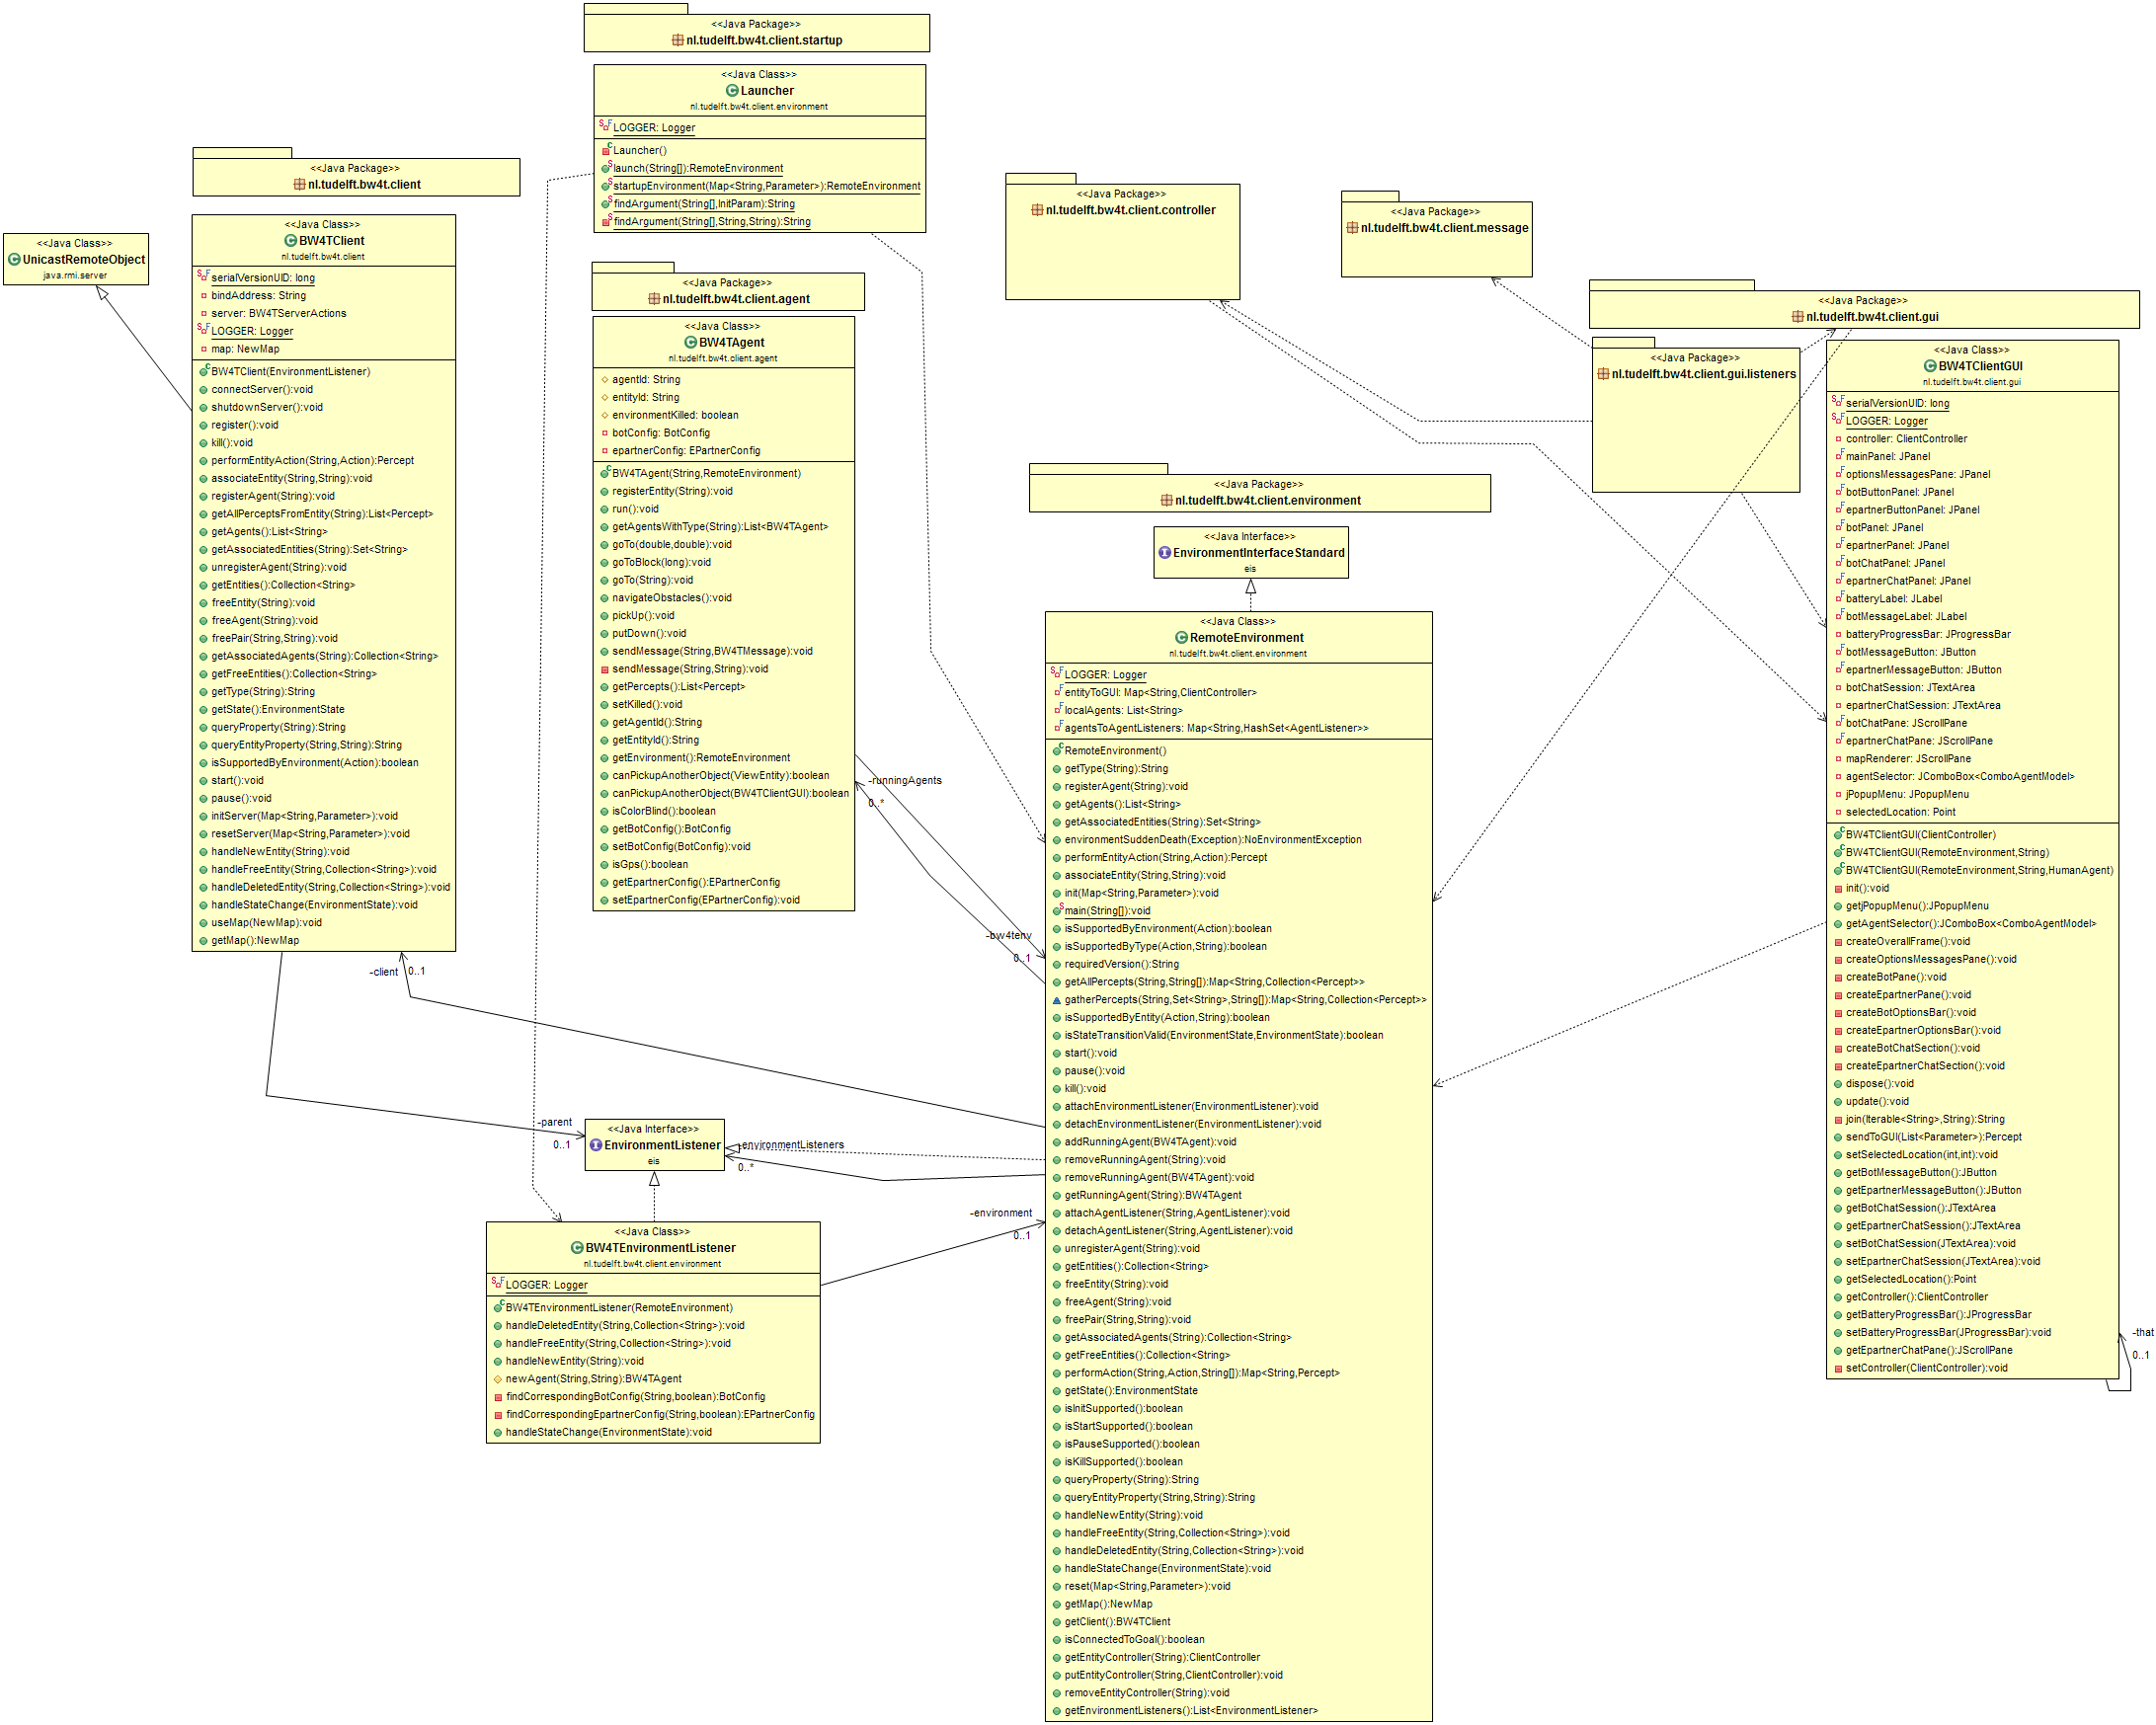 <<Java Package>>
nl.tudelft.bw4t.client.startup
<<Java Class>>
Launcher
nl.tudelft.bw4t.client.environment
LOGGER: Logger
Launcher()
launch(String[]):RemoteEnvironment
startupEnvironment(Map<String,Parameter>):RemoteEnvironment
findArgument(String[],InitParam):String
findArgument(String[],String,String):String
<<Java Package>>
nl.tudelft.bw4t.client
<<Java Class>>
UnicastRemoteObject
java.rmi.server
<<Java Class>>
BW4TClient
nl.tudelft.bw4t.client
serialVersionUID: long
bindAddress: String
server: BW4TServerActions
LOGGER: Logger
map: NewMap
BW4TClient(EnvironmentListener)
connectServer():void
shutdownServer():void
register():void
kill():void
performEntityAction(String,Action):Percept
associateEntity(String,String):void
registerAgent(String):void
getAllPerceptsFromEntity(String):List<Percept>
getAgents():List<String>
getAssociatedEntities(String):Set<String>
unregisterAgent(String):void
getEntities():Collection<String>
freeEntity(String):void
freeAgent(String):void
freePair(String,String):void
getAssociatedAgents(String):Collection<String>
getFreeEntities():Collection<String>
getType(String):String
getState():EnvironmentState
queryProperty(String):String
queryEntityProperty(String,String):String
isSupportedByEnvironment(Action):boolean
start():void
pause():void
initServer(Map<String,Parameter>):void
resetServer(Map<String,Parameter>):void
handleNewEntity(String):void
handleFreeEntity(String,Collection<String>):void
handleDeletedEntity(String,Collection<String>):void
handleStateChange(EnvironmentState):void
useMap(NewMap):void
getMap():NewMap
<<Java Package>>
nl.tudelft.bw4t.client.agent
<<Java Class>>
BW4TAgent
nl.tudelft.bw4t.client.agent
agentId: String
entityId: String
environmentKilled: boolean
botConfig: BotConfig
epartnerConfig: EPartnerConfig
BW4TAgent(String,RemoteEnvironment)
registerEntity(String):void
run():void
getAgentsWithType(String):List<BW4TAgent>
goTo(double,double):void
goToBlock(long):void
goTo(String):void
navigateObstacles():void
pickUp():void
putDown():void
sendMessage(String,BW4TMessage):void
sendMessage(String,String):void
getPercepts():List<Percept>
setKilled():void
getAgentId():String
getEntityId():String
getEnvironment():RemoteEnvironment
canPickupAnotherObject(ViewEntity):boolean
canPickupAnotherObject(BW4TClientGUI):boolean
isColorBlind():boolean
getBotConfig():BotConfig
setBotConfig(BotConfig):void
isGps():boolean
getEpartnerConfig():EPartnerConfig
setEpartnerConfig(EPartnerConfig):void
<<Java Package>>
nl.tudelft.bw4t.client.controller
<<Java Package>>
nl.tudelft.bw4t.client.message
<<Java Package>>
nl.tudelft.bw4t.client.gui
<<Java Package>>
nl.tudelft.bw4t.client.gui.listeners
<<Java Package>>
nl.tudelft.bw4t.client.environment
<<Java Interface>>
EnvironmentInterfaceStandard
eis
<<Java Class>>
RemoteEnvironment
nl.tudelft.bw4t.client.environment
LOGGER: Logger
entityToGUI: Map<String,ClientController>
localAgents: List<String>
agentsToAgentListeners: Map<String,HashSet<AgentListener>>
RemoteEnvironment()
getType(String):String
registerAgent(String):void
getAgents():List<String>
getAssociatedEntities(String):Set<String>
environmentSuddenDeath(Exception):NoEnvironmentException
performEntityAction(String,Action):Percept
associateEntity(String,String):void
init(Map<String,Parameter>):void
main(String[]):void
isSupportedByEnvironment(Action):boolean
isSupportedByType(Action,String):boolean
requiredVersion():String
getAllPercepts(String,String[]):Map<String,Collection<Percept>>
gatherPercepts(String,Set<String>,String[]):Map<String,Collection<Percept>>
isSupportedByEntity(Action,String):boolean
isStateTransitionValid(EnvironmentState,EnvironmentState):boolean
start():void
pause():void
kill():void
attachEnvironmentListener(EnvironmentListener):void
detachEnvironmentListener(EnvironmentListener):void
addRunningAgent(BW4TAgent):void
removeRunningAgent(String):void
removeRunningAgent(BW4TAgent):void
getRunningAgent(String):BW4TAgent
attachAgentListener(String,AgentListener):void
detachAgentListener(String,AgentListener):void
unregisterAgent(String):void
getEntities():Collection<String>
freeEntity(String):void
freeAgent(String):void
freePair(String,String):void
getAssociatedAgents(String):Collection<String>
getFreeEntities():Collection<String>
performAction(String,Action,String[]):Map<String,Percept>
getState():EnvironmentState
isInitSupported():boolean
isStartSupported():boolean
isPauseSupported():boolean
isKillSupported():boolean
queryProperty(String):String
queryEntityProperty(String,String):String
handleNewEntity(String):void
handleFreeEntity(String,Collection<String>):void
handleDeletedEntity(String,Collection<String>):void
handleStateChange(EnvironmentState):void
reset(Map<String,Parameter>):void
getMap():NewMap
getClient():BW4TClient
isConnectedToGoal():boolean
getEntityController(String):ClientController
putEntityController(String,ClientController):void
removeEntityController(String):void
getEnvironmentListeners():List<EnvironmentListener>
<<Java Class>>
BW4TClientGUI
nl.tudelft.bw4t.client.gui
serialVersionUID: long
LOGGER: Logger
controller: ClientController
mainPanel: JPanel
optionsMessagesPane: JPanel
botButtonPanel: JPanel
epartnerButtonPanel: JPanel
botPanel: JPanel
epartnerPanel: JPanel
botChatPanel: JPanel
epartnerChatPanel: JPanel
batteryLabel: JLabel
botMessageLabel: JLabel
batteryProgressBar: JProgressBar
botMessageButton: JButton
epartnerMessageButton: JButton
botChatSession: JTextArea
epartnerChatSession: JTextArea
botChatPane: JScrollPane
epartnerChatPane: JScrollPane
mapRenderer: JScrollPane
agentSelector: JComboBox<ComboAgentModel>
jPopupMenu: JPopupMenu
selectedLocation: Point
BW4TClientGUI(ClientController)
BW4TClientGUI(RemoteEnvironment,String)
BW4TClientGUI(RemoteEnvironment,String,HumanAgent)
init():void
getjPopupMenu():JPopupMenu
getAgentSelector():JComboBox<ComboAgentModel>
createOverallFrame():void
createOptionsMessagesPane():void
createBotPane():void
createEpartnerPane():void
createBotOptionsBar():void
createEpartnerOptionsBar():void
createBotChatSection():void
createEpartnerChatSection():void
dispose():void
update():void
join(Iterable<String>,String):String
sendToGUI(List<Parameter>):Percept
setSelectedLocation(int,int):void
getBotMessageButton():JButton
getEpartnerMessageButton():JButton
getBotChatSession():JTextArea
getEpartnerChatSession():JTextArea
setBotChatSession(JTextArea):void
setEpartnerChatSession(JTextArea):void
getSelectedLocation():Point
getController():ClientController
getBatteryProgressBar():JProgressBar
setBatteryProgressBar(JProgressBar):void
getEpartnerChatPane():JScrollPane
setController(ClientController):void
-that
0..1
-runningAgents
0..*
-bw4tenv
0..1
-client
0..1
-parent
0..1
<<Java Interface>>
EnvironmentListener
eis
-environmentListeners
0..*
-environment
0..1
<<Java Class>>
BW4TEnvironmentListener
nl.tudelft.bw4t.client.environment
LOGGER: Logger
BW4TEnvironmentListener(RemoteEnvironment)
handleDeletedEntity(String,Collection<String>):void
handleFreeEntity(String,Collection<String>):void
handleNewEntity(String):void
newAgent(String,String):BW4TAgent
findCorrespondingBotConfig(String,boolean):BotConfig
findCorrespondingEpartnerConfig(String,boolean):EPartnerConfig
handleStateChange(EnvironmentState):void